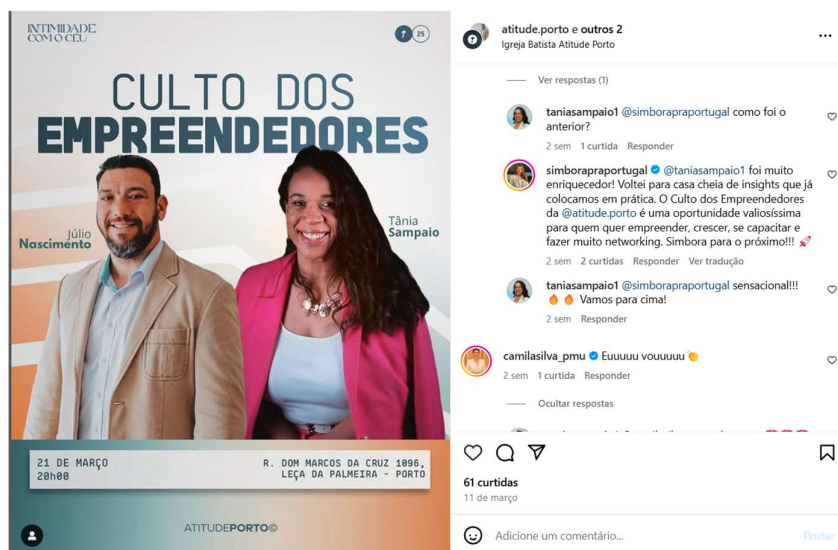 INTIMIDADE
COM O CÉU
25
CULTO DOS
EMPREENDEDORES
Júlio
Nascimento
Tânia
Sampaio
21 DE MARÇO
20h00
R. DOM MARCOS DA CRUZ 1096,
LEÇA DA PALMEIRA - PORTO
ATITUDEPORTO©
atitude.porto e outros 2
Igreja Batista Atitude Porto
Ver respostas (1)
taniasampaio1 @simborapraportugal como foi o
anterior?
2 sem 1 curtida Responder
simborapraportugal @taniasampaio1 foi muito
enriquecedor! Voltei para casa cheia de insights que já
colocamos em prática. O Culto dos Empreendedores
da @atitude.porto é uma oportunidade valiosíssima
para quem quer empreender, crescer, se capacitar e
fazer muito networking. Simbora para o próximo!!! 🚀
2 sem 2 curtidas Responder Ver tradução
taniasampaio1 @simborapraportugal sensacional!!!
🔥 🔥 Vamos para cima!
2 sem Responder
camilasilva_pmu Euuuuu vouuuuu 👏
2 sem 1 curtida Responder
Ocultar respostas
61 curtidas
11 de março
Adicione um comentário...
Postar